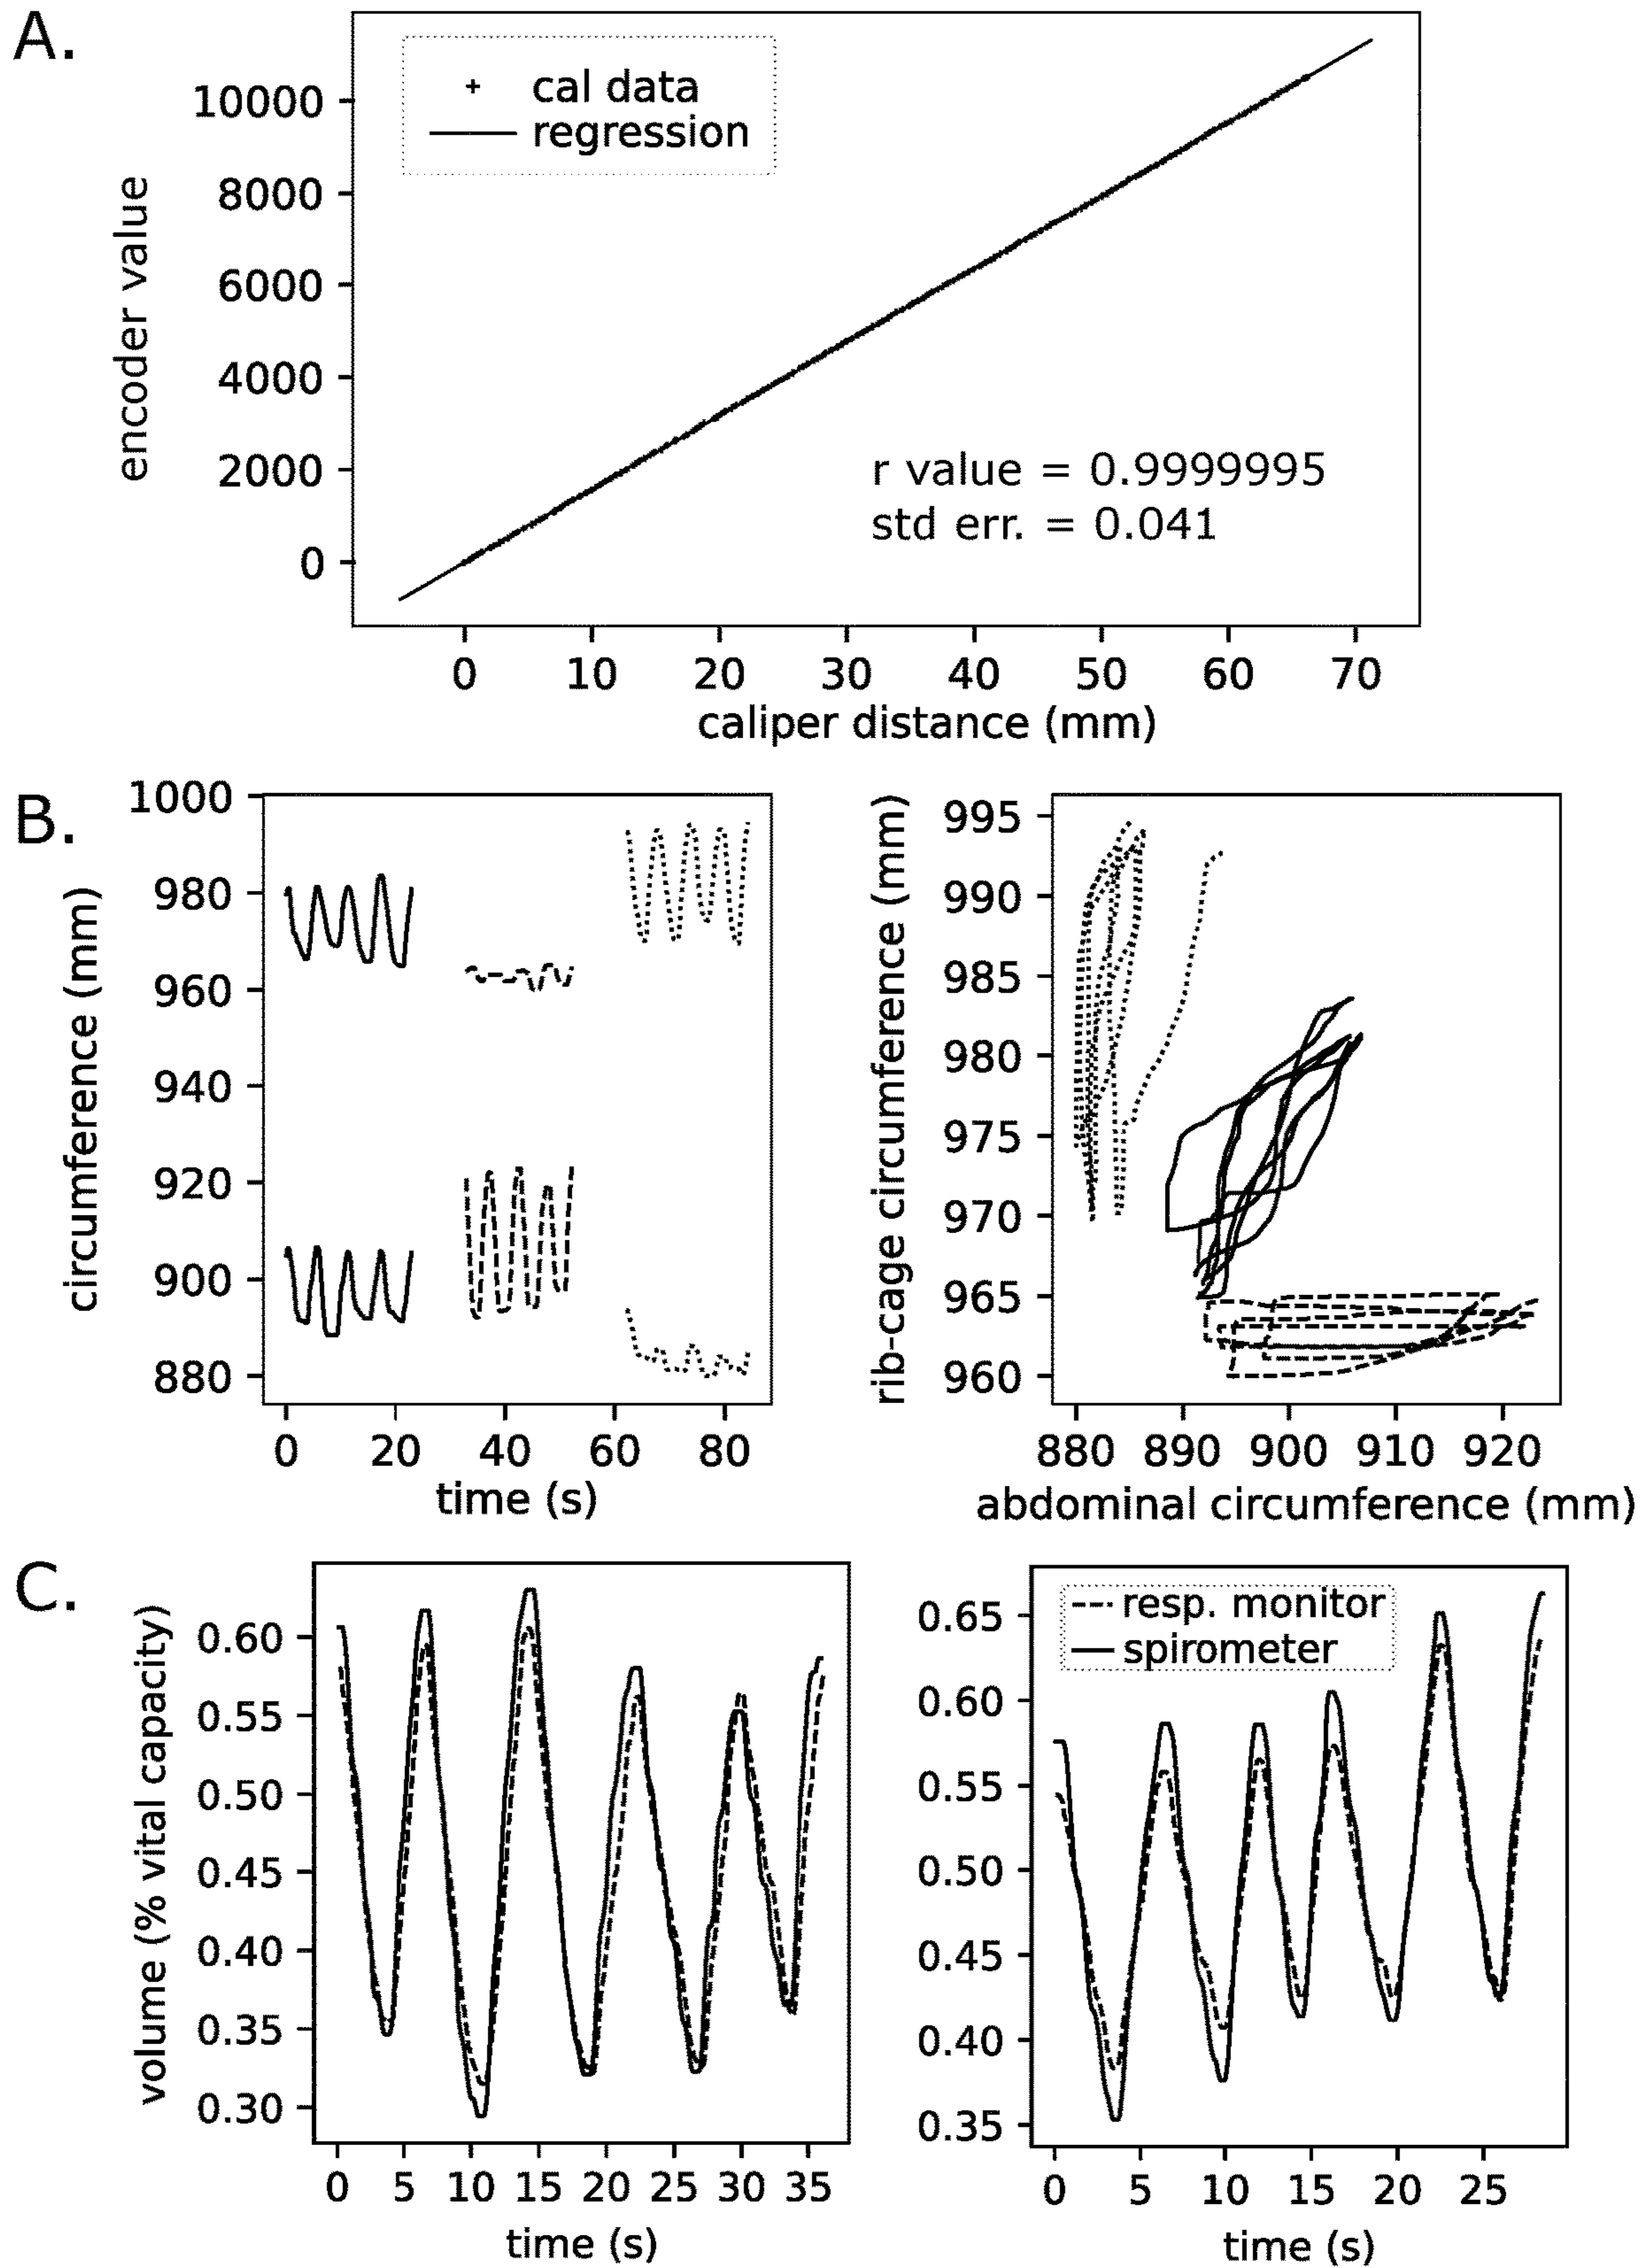 A.
cal data
regression
10000
8000
6000
4000
2000
0
encoder value
r value = 0.9999995
std err. = 0.041
0 10 20 30 40 50 60 70
caliper distance (mm)
B.
1000
980
960
940
920
900
880
circumference (mm)
0 20 40 60 80
time (s)
995
990
985
980
975
970
965
960
rib-cage circumference (mm)
880 890 900 910 920
abdominal circumference (mm)
C.
0.60
0.55
0.50
0.45
0.40
0.35
0.30
volume (% vital capacity)
0 5 10 15 20 25 30 35
time (s)
resp. monitor
spirometer
0.65
0.60
0.55
0.50
0.45
0.40
0.35
0 5 10 15 20 25
time (s)